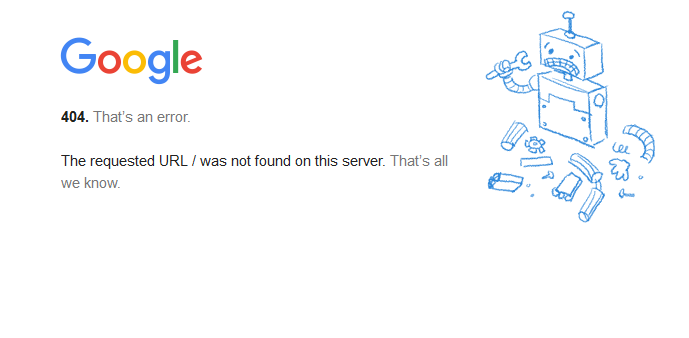 Google
404. That’s an error.
The requested URL / was not found on this server. That’s all
we know.